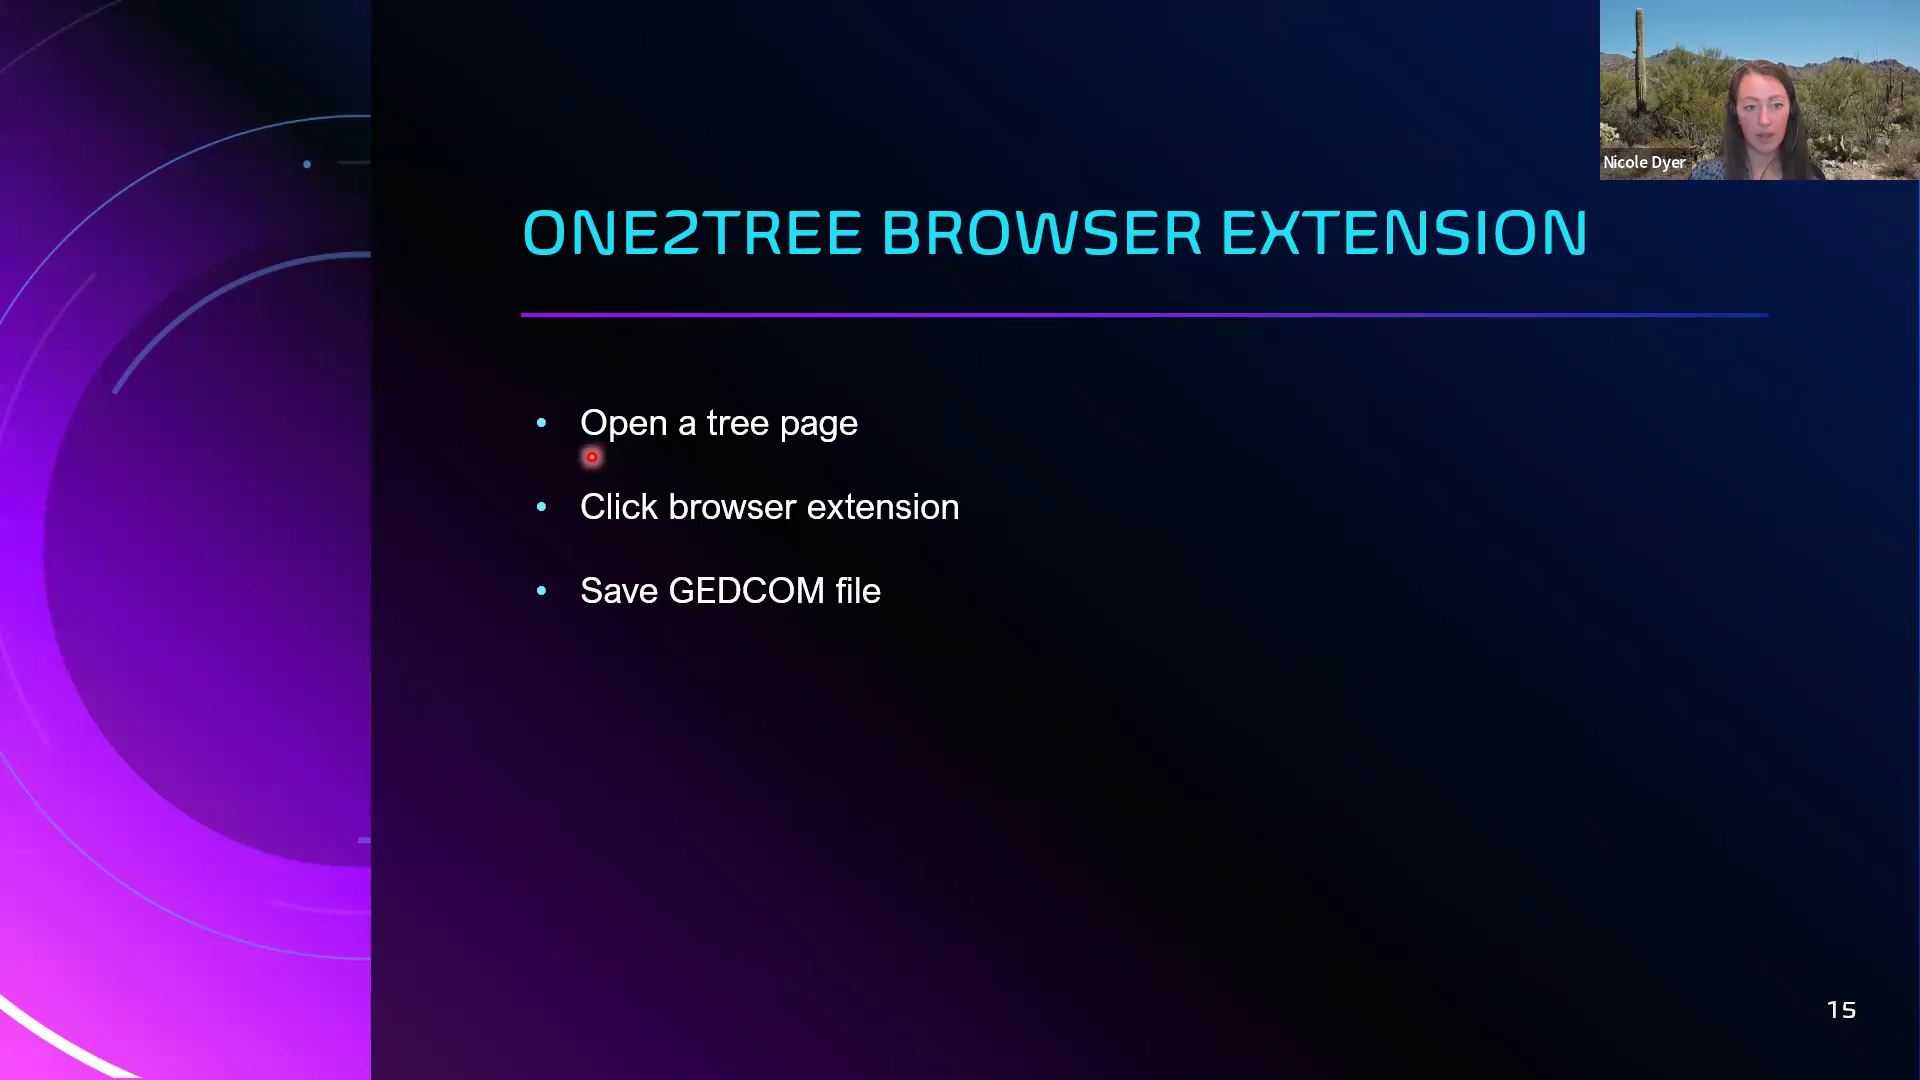 Nicole Dyer
ONE2TREE BROWSER EXTENSION
• Open a tree page
• Click browser extension
• Save GEDCOM file
15